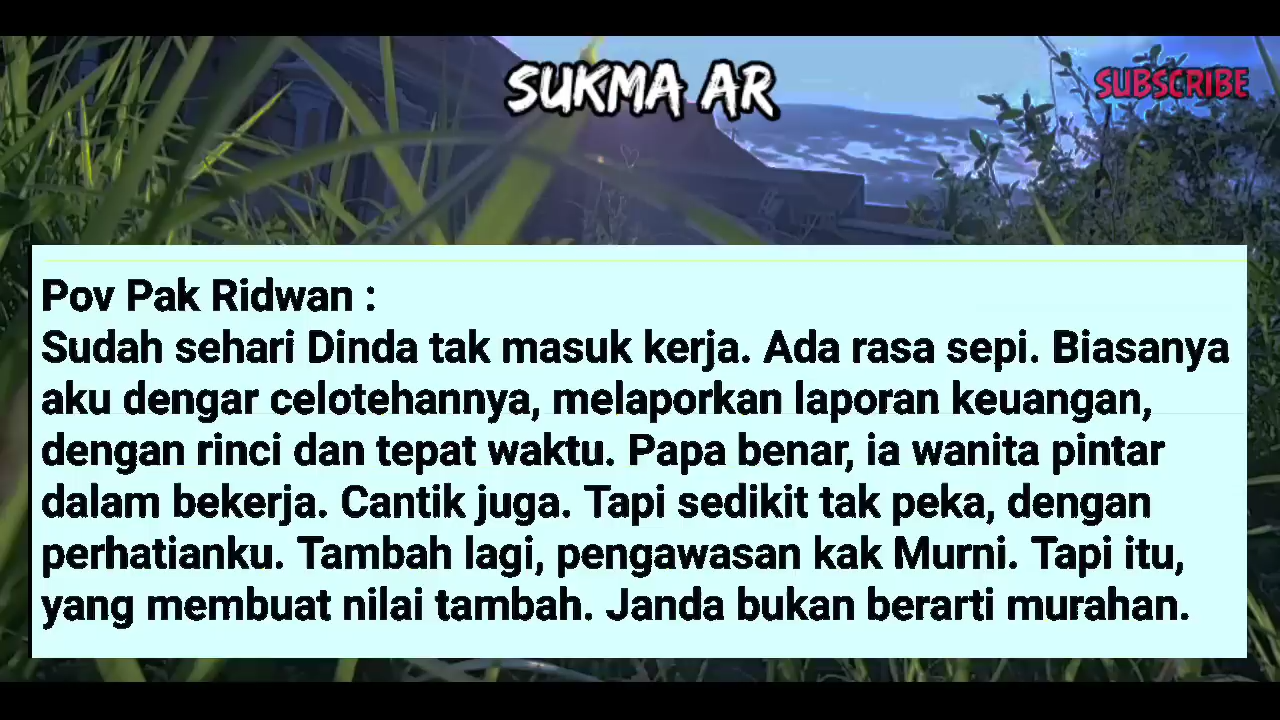 SUKMA AR
SUBSCRIBE
Pov Pak Ridwan :
Sudah sehari Dinda tak masuk kerja. Ada rasa sepi. Biasanya
aku dengar celotehannya, melaporkan laporan keuangan,
dengan rinci dan tepat waktu. Papa benar, ia wanita pintar
dalam bekerja. Cantik juga. Tapi sedikit tak peka, dengan
perhatianku. Tambah lagi, pengawasan kak Murni. Tapi itu,
yang membuat nilai tambah. Janda bukan berarti murahan.